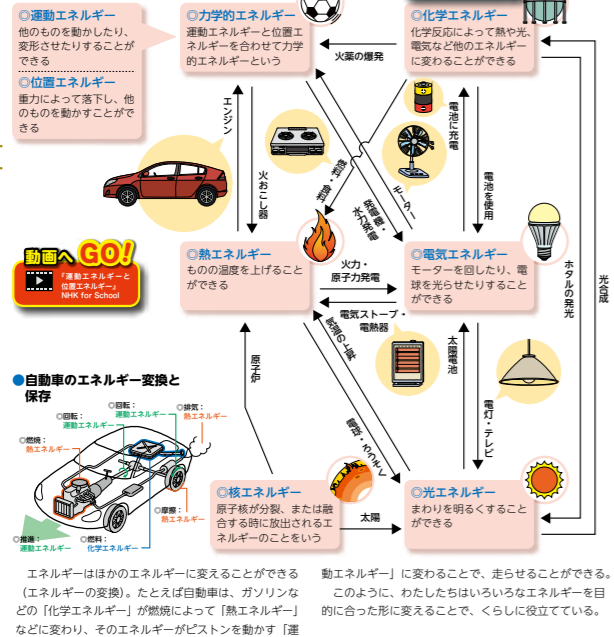 ◎運動エネルギー
他のものを動かしたり、
変形させたりすることが
できる
◎位置エネルギー
重力によって落下し、他
のものを動かすことがで
きる
◎力学的エネルギー
運動エネルギーと位置エ
ネルギーを合わせて力学
的エネルギーという
火薬の爆発
◎化学エネルギー
化学反応によって熱や光、
電気など他のエネルギー
に変わることができる
エンジン
火おこし器
燃料・食料
発電機・
水力発電
モーター
電池に充電
電池を使用
ホタルの発光
光合成
動画へ GO!
『運動エネルギーと
位置エネルギー』
NHK for School
◎熱エネルギー
ものの温度を上げること
ができる
火力・
原子力発電
電気ストーブ・
電熱器
◎電気エネルギー
モーターを回したり、電
球を光らせたりすること
ができる
気温の上昇
電球・ろうそく
太陽電池
電灯・テレビ
原子炉
◎核エネルギー
原子核が分裂、または融
合する時に放出されるエ
ネルギーのことをいう
太陽
◎光エネルギー
まわりを明るくすること
ができる
●自動車のエネルギー変換と
保存
◎回転：
運動エネルギー
◎回転：
運動エネルギー
◎排気：
熱エネルギー
◎燃焼：
熱エネルギー
◎摩擦：
熱エネルギー
◎推進：
運動エネルギー
◎燃料：
化学エネルギー
エネルギーはほかのエネルギーに変えることができる
（エネルギーの変換）。たとえば自動車は、ガソリンな
どの「化学エネルギー」が燃焼によって「熱エネルギー」
などに変わり、そのエネルギーがピストンを動かす「運
動エネルギー」に変わることで、走らせることができる。
このように、わたしたちはいろいろなエネルギーを目
的に合った形に変えることで、くらしに役立てている。